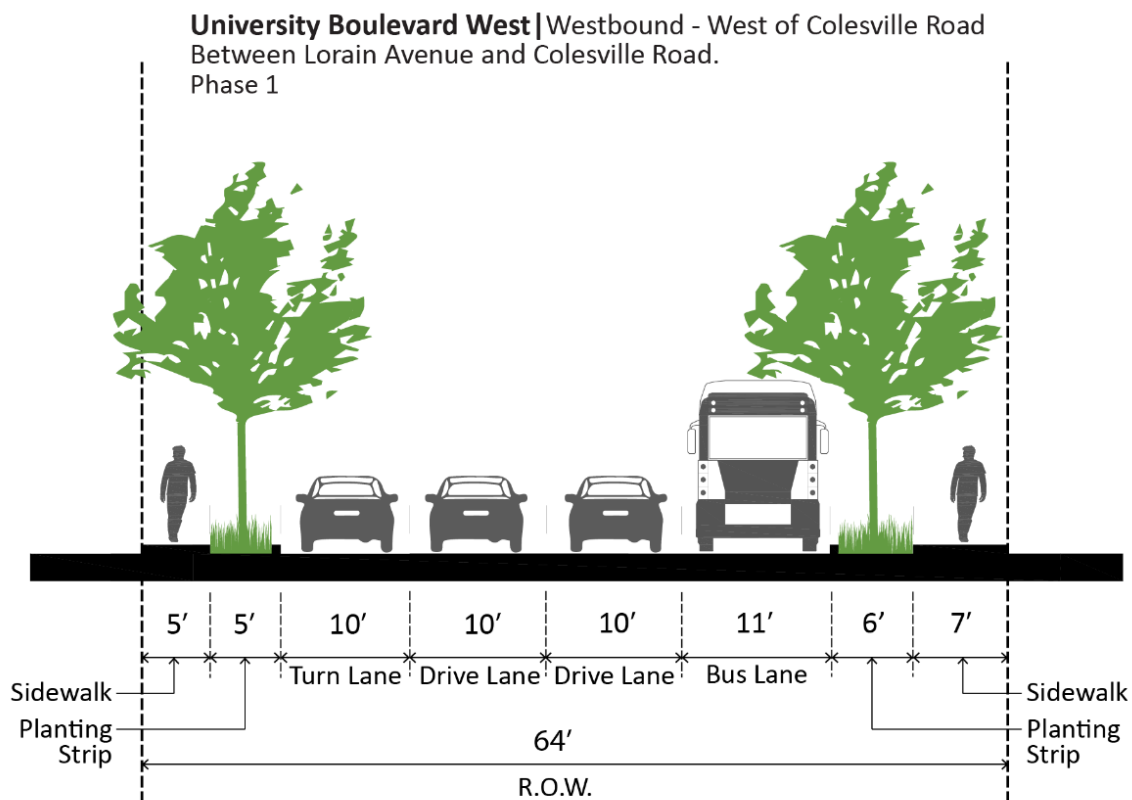 University Boulevard West|Westbound - West of Colesville Road
Between Lorain Avenue and Colesville Road.
Phase 1
5′ 5′ 10′ 10′ 10′ 11′ 6′ 7′
Turn Lane Drive Lane Drive Lane Bus Lane
Sidewalk
Planting
Strip
Sidewalk
Planting
Strip
64′
R.O.W.